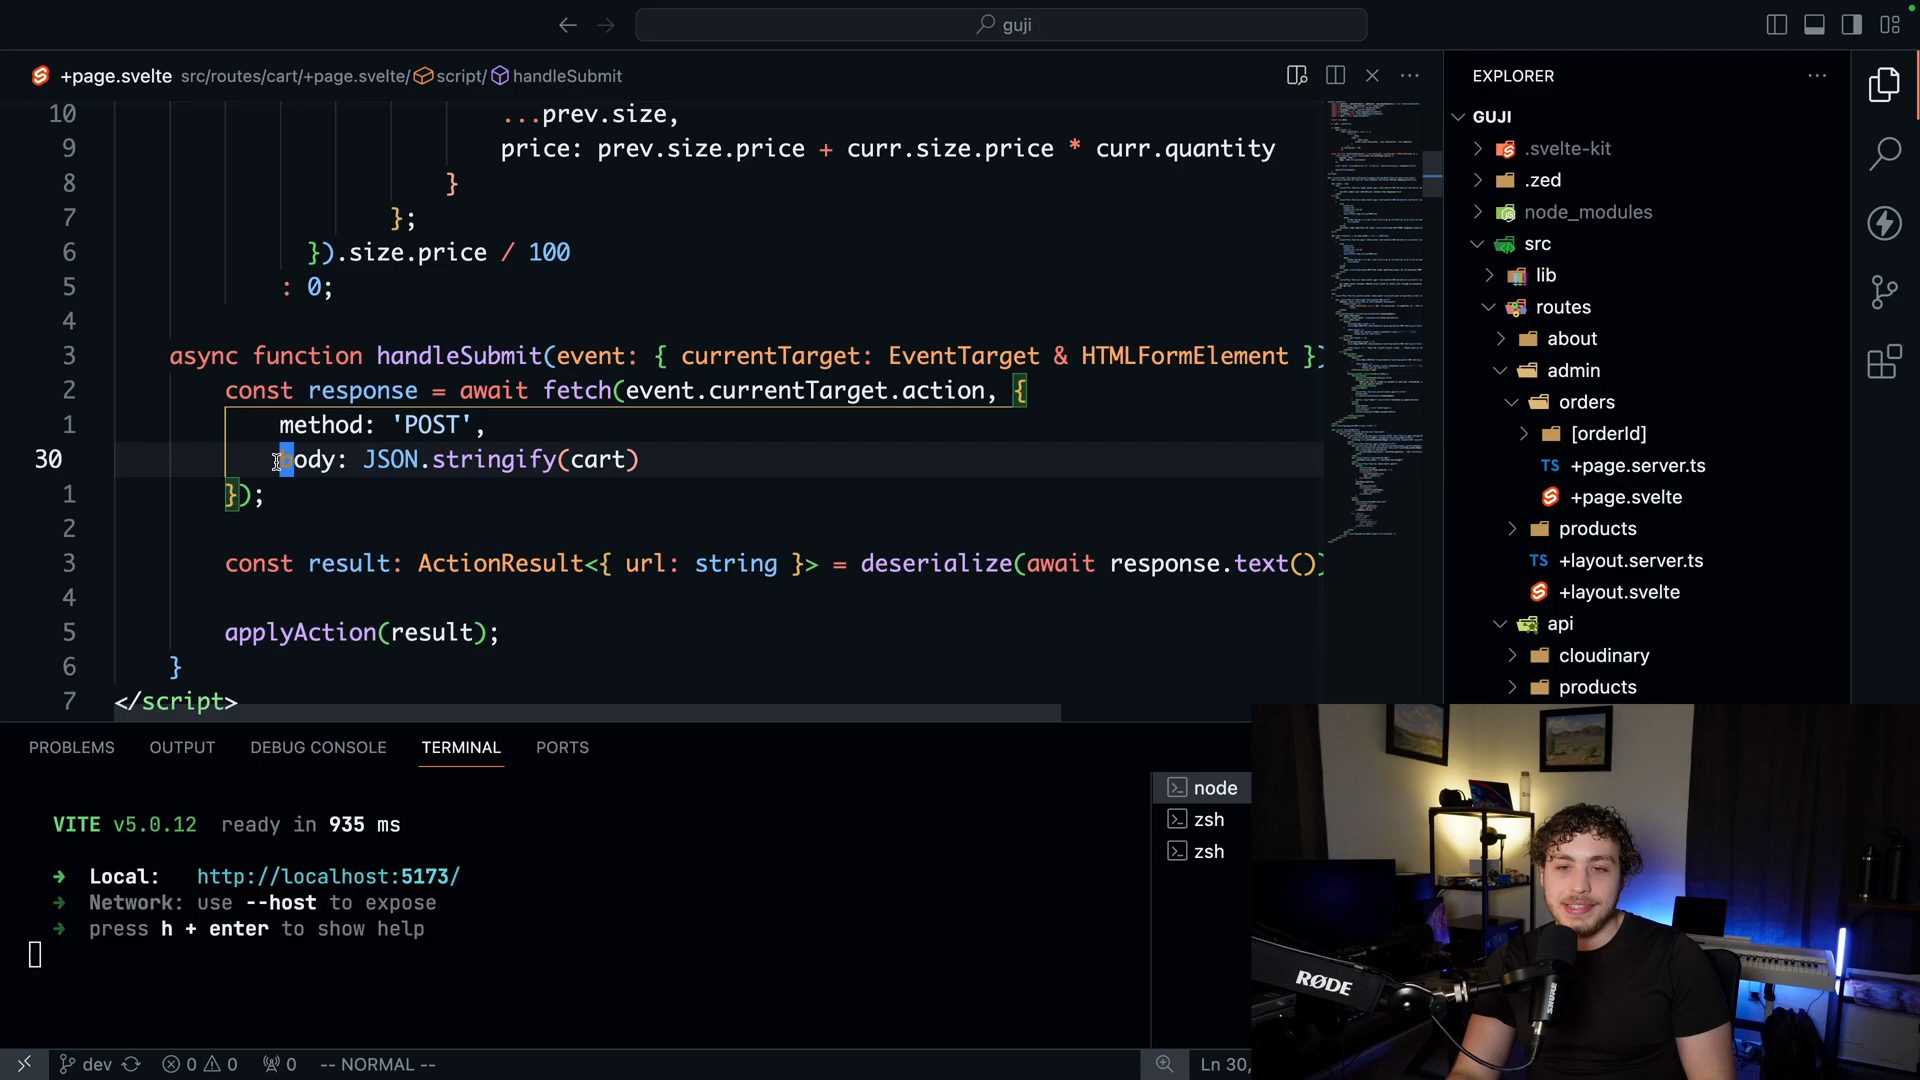 guji
+page.svelte src/routes/cart/+page.svelte/ script/ handleSubmit
10 ...prev.size,
9 price: prev.size.price + curr.size.price * curr.quantity
8 }
7 };
6 }).size.price / 100
5 : 0;
4
3 async function handleSubmit(event: { currentTarget: EventTarget & HTMLFormElement })
2 const response = await fetch(event.currentTarget.action, {
1 method: 'POST',
30 body: JSON.stringify(cart)
1 });
2
3 const result: ActionResult<{ url: string }> = deserialize(await response.text())
4
5 applyAction(result);
6 }
7 </script>
EXPLORER
GUJI
.svelte-kit
.zed
node_modules
src
lib
routes
about
admin
orders
[orderId]
TS +page.server.ts
+page.svelte
products
TS +layout.server.ts
+layout.svelte
api
cloudinary
products
PROBLEMS OUTPUT DEBUG CONSOLE TERMINAL PORTS
VITE v5.0.12 ready in 935 ms
➜ Local: http://localhost:5173/
➜ Network: use --host to expose
➜ press h + enter to show help
node
zsh
zsh
RØDE
SHURE
dev 0 0 0 -- NORMAL -- Ln 30,